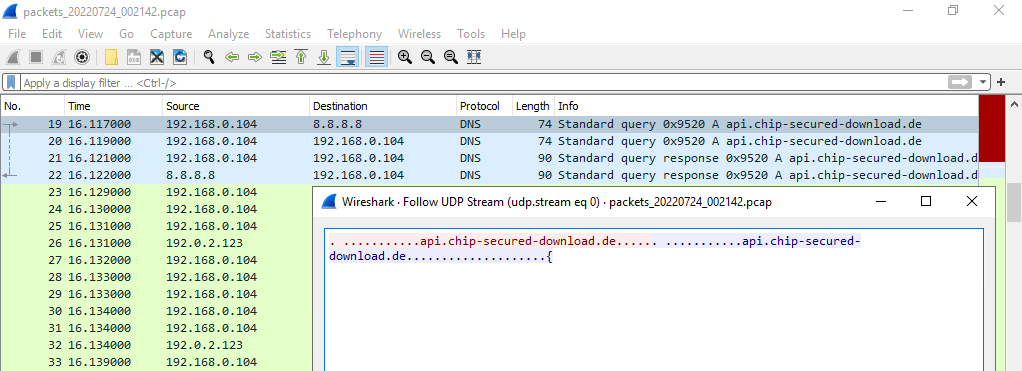 packets_20220724_002142.pcap
File Edit View Go Capture Analyze Statistics Telephony Wireless Tools Help
Apply a display filter ... <Ctrl-/>
No. Time Source Destination Protocol Length Info
19 16.117000 192.168.0.104 8.8.8.8 DNS 74 Standard query 0x9520 A api.chip-secured-download.de
20 16.119000 192.168.0.104 192.168.0.104 DNS 74 Standard query 0x9520 A api.chip-secured-download.de
21 16.121000 192.168.0.104 192.168.0.104 DNS 90 Standard query response 0x9520 A api.chip-secured-download.d
22 16.122000 8.8.8.8 192.168.0.104 DNS 90 Standard query response 0x9520 A api.chip-secured-download.d
23 16.129000 192.168.0.104
24 16.130000 192.168.0.104
25 16.131000 192.168.0.104
26 16.131000 192.0.2.123
27 16.132000 192.168.0.104
28 16.133000 192.168.0.104
29 16.133000 192.168.0.104
30 16.134000 192.168.0.104
31 16.134000 192.168.0.104
32 16.134000 192.0.2.123
33 16.139000 192.168.0.104
Wireshark · Follow UDP Stream (udp.stream eq 0) · packets_20220724_002142.pcap
. ...........api.chip-secured-download.de...... ...........api.chip-secured-
download.de....................{